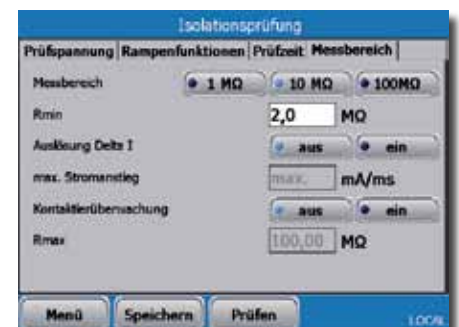 Isolationsprüfung
Prüfspannung Rampenfunktionen Prüfzeit Messbereich
Messbereich 1 MΩ 10 MΩ 100MΩ
Rmin 2,0 MΩ
Auslösung Delta I aus ein
max. Stromanstieg max. mA/ms
Kontaktierüberwachung aus ein
Rmax 100,00 MΩ
Menü Speichern Prüfen LOCAL